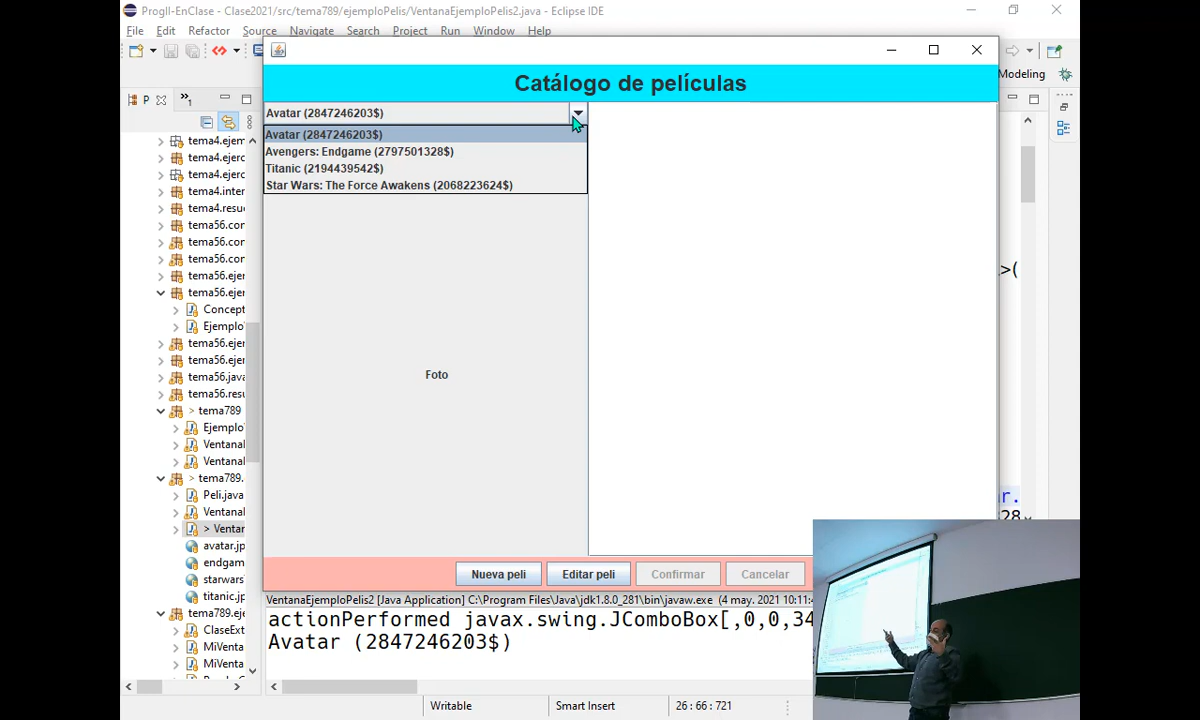 ProgII-EnClase - Clase2021/src/tema789/ejemploPelis/VentanaEjemploPelis2.java - Eclipse IDE
File Edit Refactor Source Navigate Search Project Run Window Help
Modeling
P
Catálogo de películas
Avatar (2847246203$)
Avatar (2847246203$)
Avengers: Endgame (2797501328$)
Titanic (2194439542$)
Star Wars: The Force Awakens (2068223624$)
Foto
tema4.ejem
tema4.ejerc
tema4.ejerc
tema4.inter
tema4.resu
tema56.con
tema56.con
tema56.con
tema56.ejer
tema56.ejer
Concept
Ejemplo
tema56.ejer
tema56.ejer
tema56.java
tema56.resu
> tema789
Ejemplo
Ventanal
Ventanal
> tema789.
Peli.java
Ventanal
> Ventar
avatar.jp
endgam
starwars
titanic.jp
tema789.eje
ClaseExt
MiVenta
MiVenta
>(
ar.
Nueva peli Editar peli Confirmar Cancelar
VentanaEjemploPelis2 [Java Application] C:\Program Files\Java\jdk1.8.0_281\bin\javaw.exe (4 may. 2021 10:11:4
actionPerformed javax.swing.JComboBox[,0,0,34
Avatar (2847246203$)
Writable Smart Insert 26 : 66 : 721